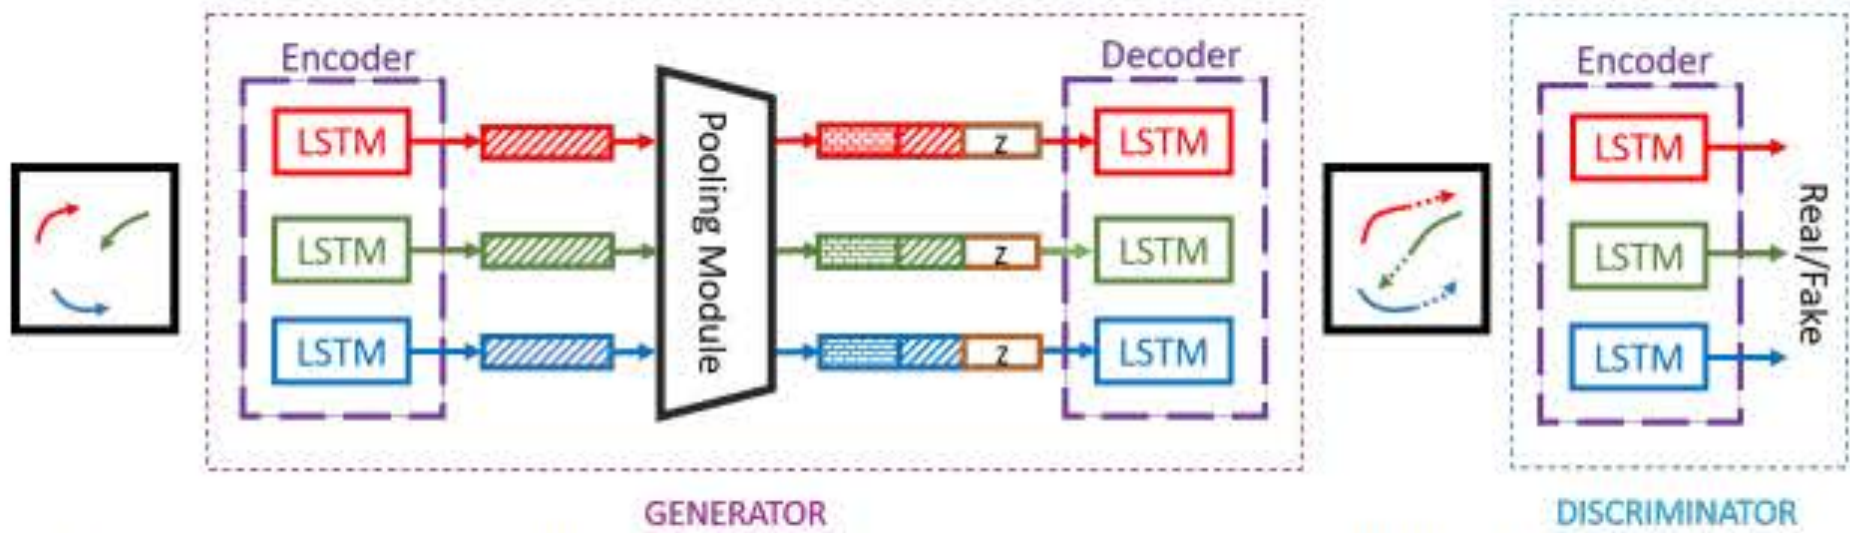 Encoder
LSTM
LSTM
LSTM
Pooling Module
z
z
z
Decoder
LSTM
LSTM
LSTM
GENERATOR
Encoder
LSTM
LSTM
LSTM
Real/Fake
DISCRIMINATOR